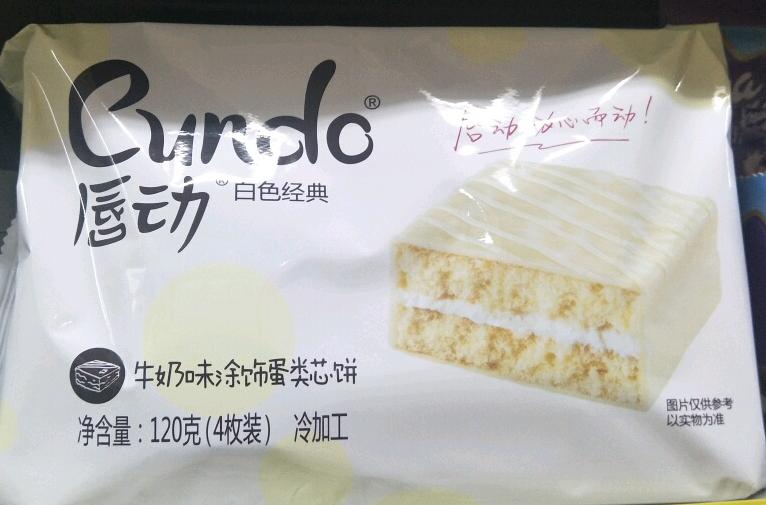 Cundo®
唇动® 白色经典
唇动 次心而动!
牛奶味涂饰蛋类芯饼
净含量:120克(4枚装) 冷加工
图片仅供参考
以实物为准